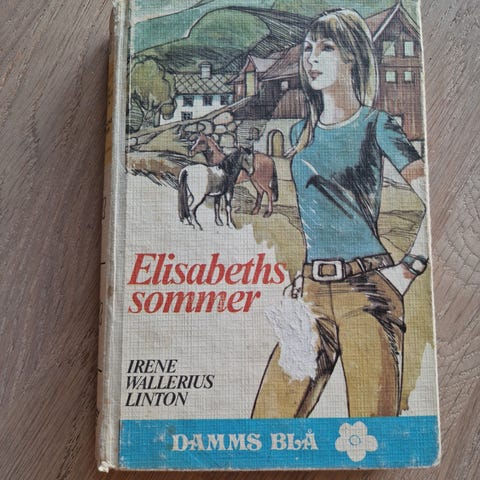 Elisabeths
sommer
IRENE
WALLERIUS
LINTON
DAMMS BLÅ